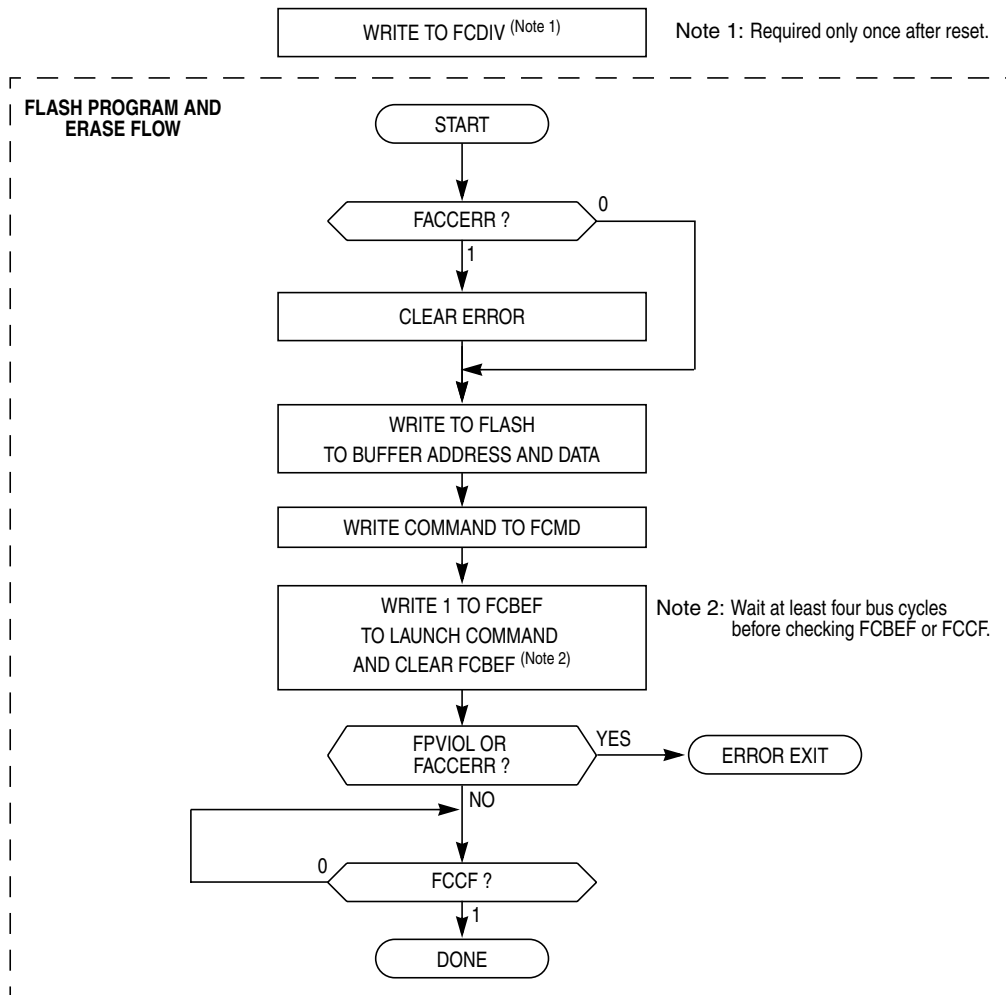 WRITE TO FCDIV (Note 1)
Note 1: Required only once after reset.
FLASH PROGRAM AND
ERASE FLOW
START
FACCERR ?
0
1
CLEAR ERROR
WRITE TO FLASH
TO BUFFER ADDRESS AND DATA
WRITE COMMAND TO FCMD
WRITE 1 TO FCBEF
TO LAUNCH COMMAND
AND CLEAR FCBEF (Note 2)
Note 2: Wait at least four bus cycles
before checking FCBEF or FCCF.
FPVIOL OR
FACCERR ?
YES
ERROR EXIT
NO
0
FCCF ?
1
DONE